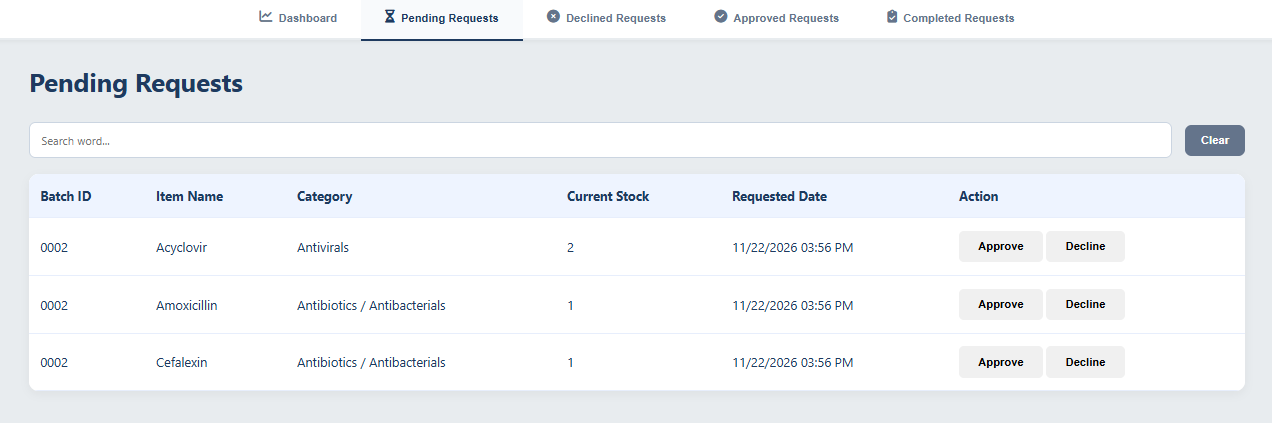 Dashboard Pending Requests Declined Requests Approved Requests Completed Requests
Pending Requests
Search word...
Clear
Batch ID Item Name Category Current Stock Requested Date Action
0002 Acyclovir Antivirals 2 11/22/2026 03:56 PM Approve Decline
0002 Amoxicillin Antibiotics / Antibacterials 1 11/22/2026 03:56 PM Approve Decline
0002 Cefalexin Antibiotics / Antibacterials 1 11/22/2026 03:56 PM Approve Decline